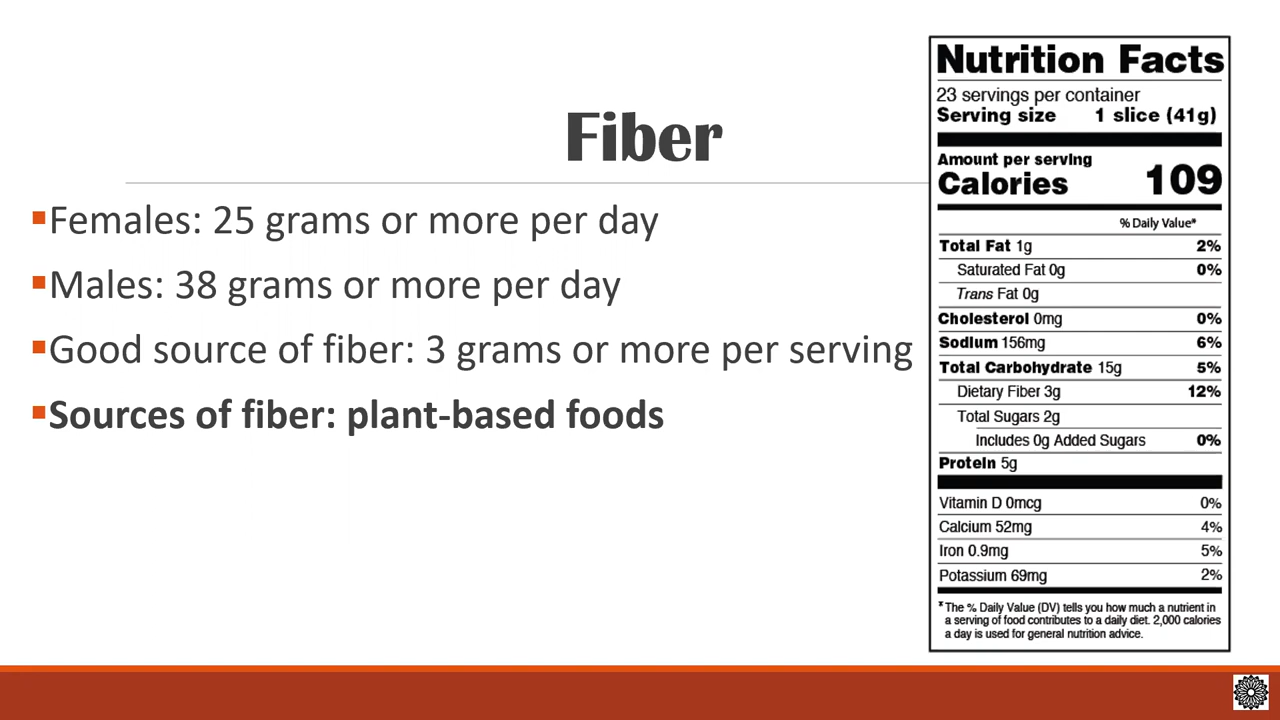 Fiber
Females: 25 grams or more per day
Males: 38 grams or more per day
Good source of fiber: 3 grams or more per serving
Sources of fiber: plant-based foods
Nutrition Facts
23 servings per container
Serving size 1 slice (41g)
Amount per serving
Calories 109
% Daily Value*
Total Fat 1g 2%
Saturated Fat 0g 0%
Trans Fat 0g
Cholesterol 0mg 0%
Sodium 156mg 6%
Total Carbohydrate 15g 5%
Dietary Fiber 3g 12%
Total Sugars 2g
Includes 0g Added Sugars 0%
Protein 5g
Vitamin D 0mcg 0%
Calcium 52mg 4%
Iron 0.9mg 5%
Potassium 69mg 2%
*The % Daily Value (DV) tells you how much a nutrient in
a serving of food contributes to a daily diet. 2,000 calories
a day is used for general nutrition advice.